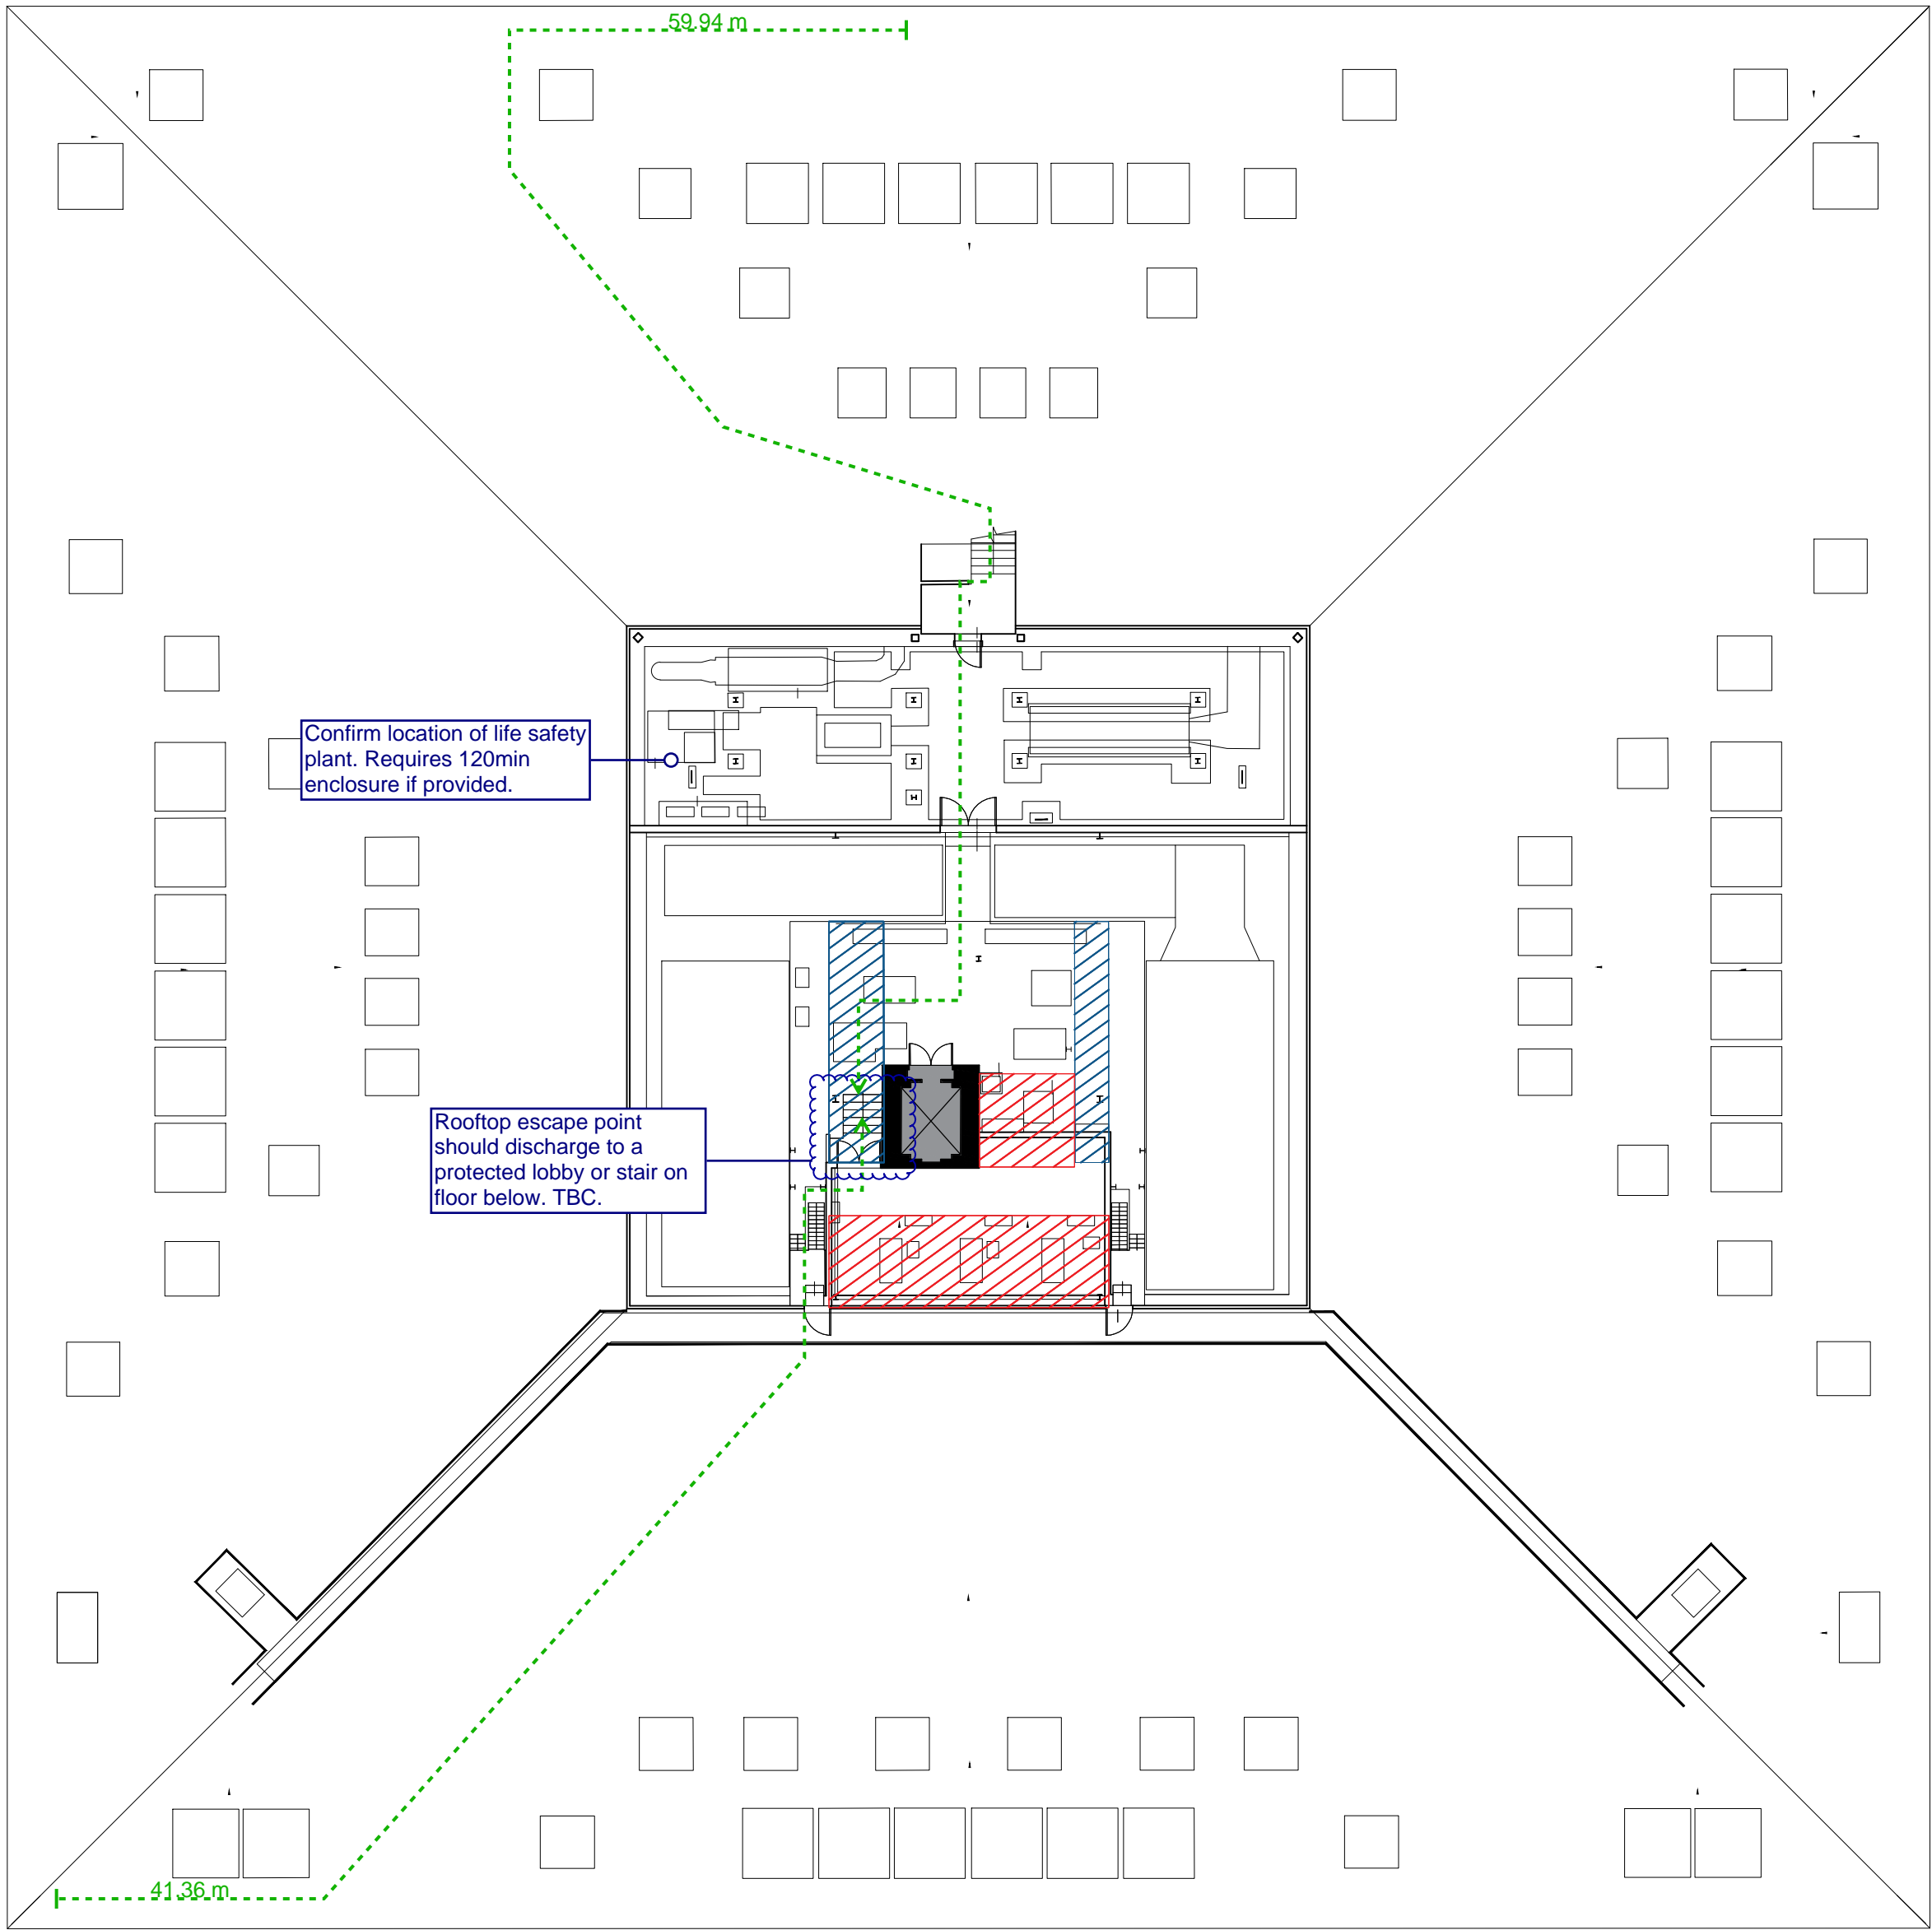 59.94 m
Confirm location of life safety
plant. Requires 120min
enclosure if provided.
Rooftop escape point
should discharge to a
protected lobby or stair on
floor below. TBC.
41.36 m